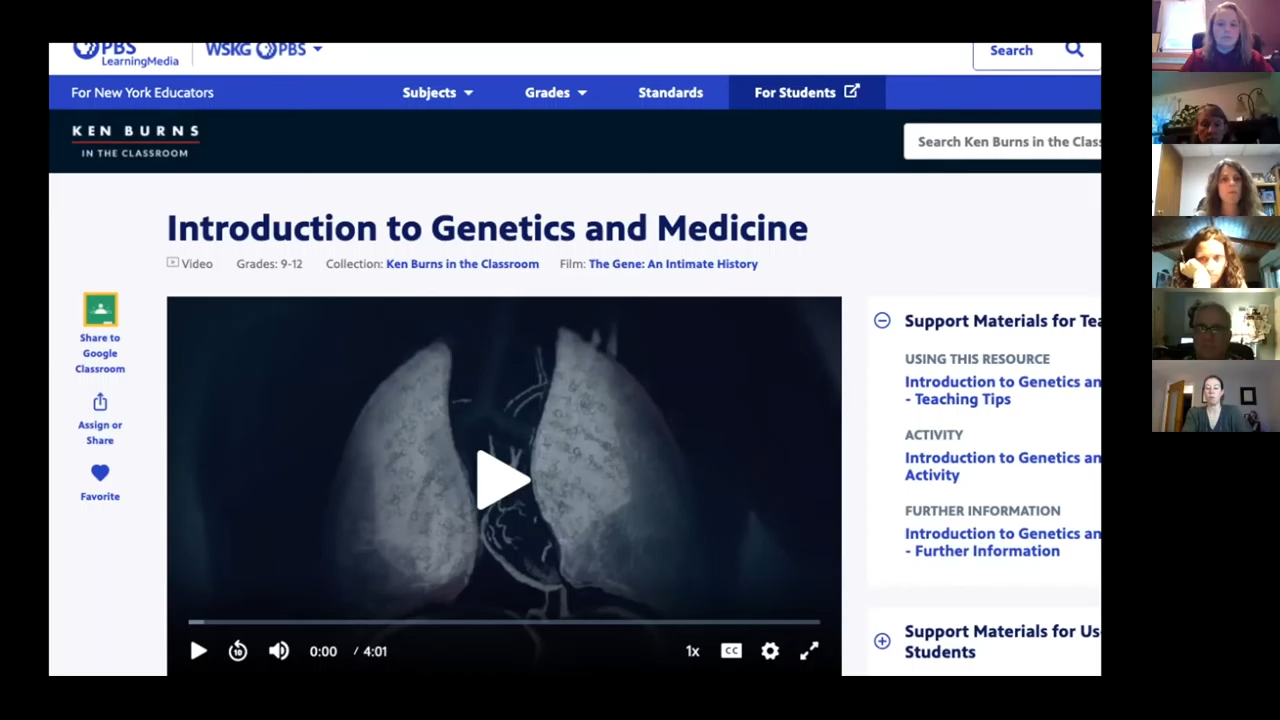 PBS
LearningMedia
WSKG PBS
Search
For New York Educators
Subjects
Grades
Standards
For Students
KEN BURNS
IN THE CLASSROOM
Search Ken Burns in the Clas
Introduction to Genetics and Medicine
Video
Grades: 9-12
Collection: Ken Burns in the Classroom
Film: The Gene: An Intimate History
Share to
Google
Classroom
Assign or
Share
Favorite
10
0:00 / 4:01
1x
CC
Support Materials for Tea
USING THIS RESOURCE
Introduction to Genetics an
- Teaching Tips
ACTIVITY
Introduction to Genetics an
Activity
FURTHER INFORMATION
Introduction to Genetics an
- Further Information
Support Materials for Us
Students